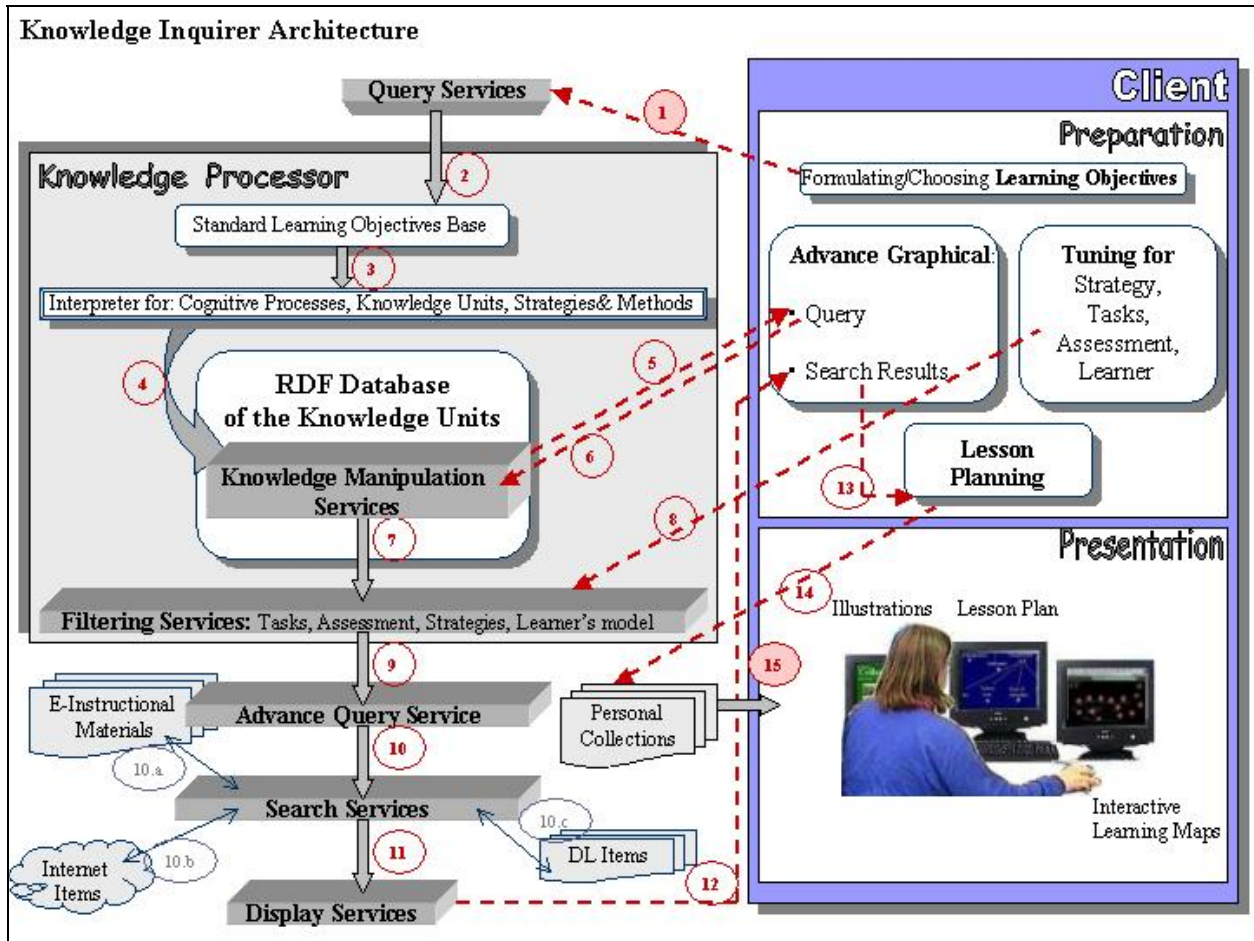 Knowledge Inquirer Architecture
Query Services
1
2
Knowledge Processor
Standard Learning Objectives Base
3
Interpreter for: Cognitive Processes, Knowledge Units, Strategies& Methods
4
RDF Database
of the Knowledge Units
5
6
Knowledge Manipulation
Services
7
8
Filtering Services: Tasks, Assessment, Strategies, Learner's model
9
E-Instructional
Materials
10.a
Advance Query Service
10
Search Services
10.b
Internet
Items
10.c
DL Items
11
12
Display Services
Personal
Collections
Client
Preparation
Formulating/Choosing Learning Objectives
Advance Graphical:
• Query
• Search Results
Tuning for
Strategy,
Tasks,
Assessment,
Learner
13
Lesson
Planning
14
15
Presentation
Illustrations
Lesson Plan
Interactive
Learning Maps